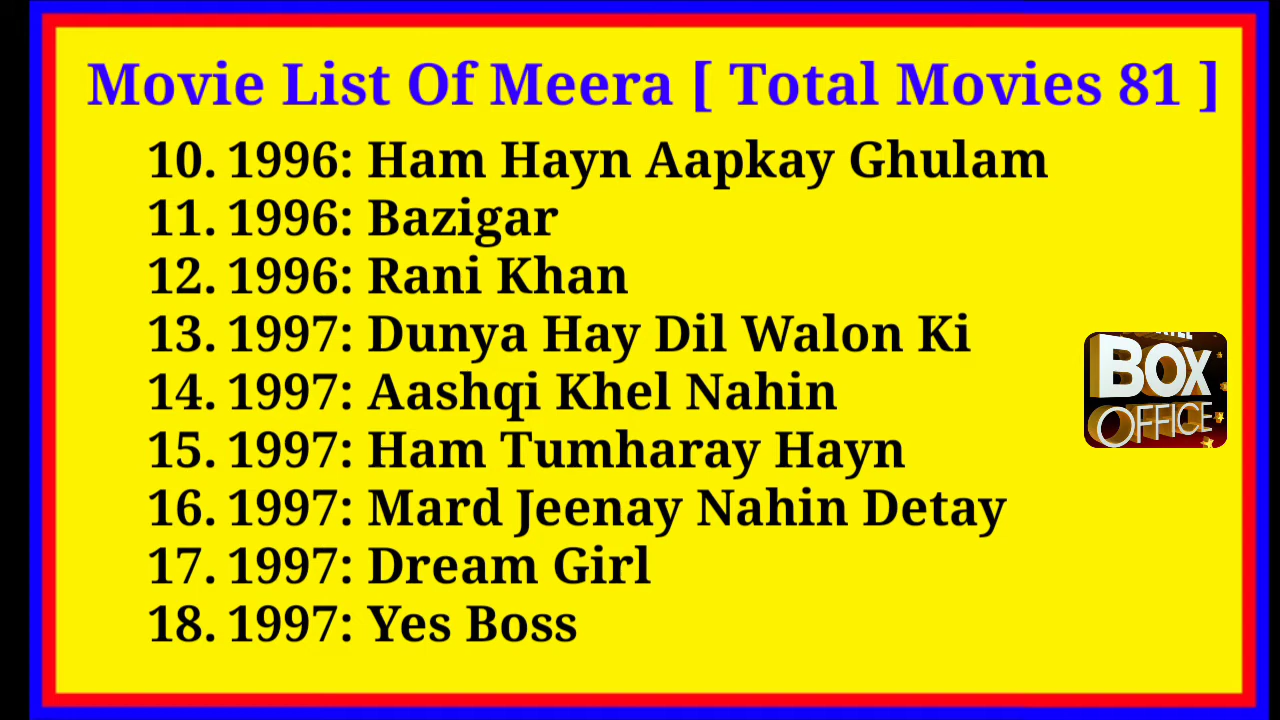 Movie List Of Meera [ Total Movies 81 ]
10. 1996: Ham Hayn Aapkay Ghulam
11. 1996: Bazigar
12. 1996: Rani Khan
13. 1997: Dunya Hay Dil Walon Ki
14. 1997: Aashqi Khel Nahin
15. 1997: Ham Tumharay Hayn
16. 1997: Mard Jeenay Nahin Detay
17. 1997: Dream Girl
18. 1997: Yes Boss
BOX
OFFICE